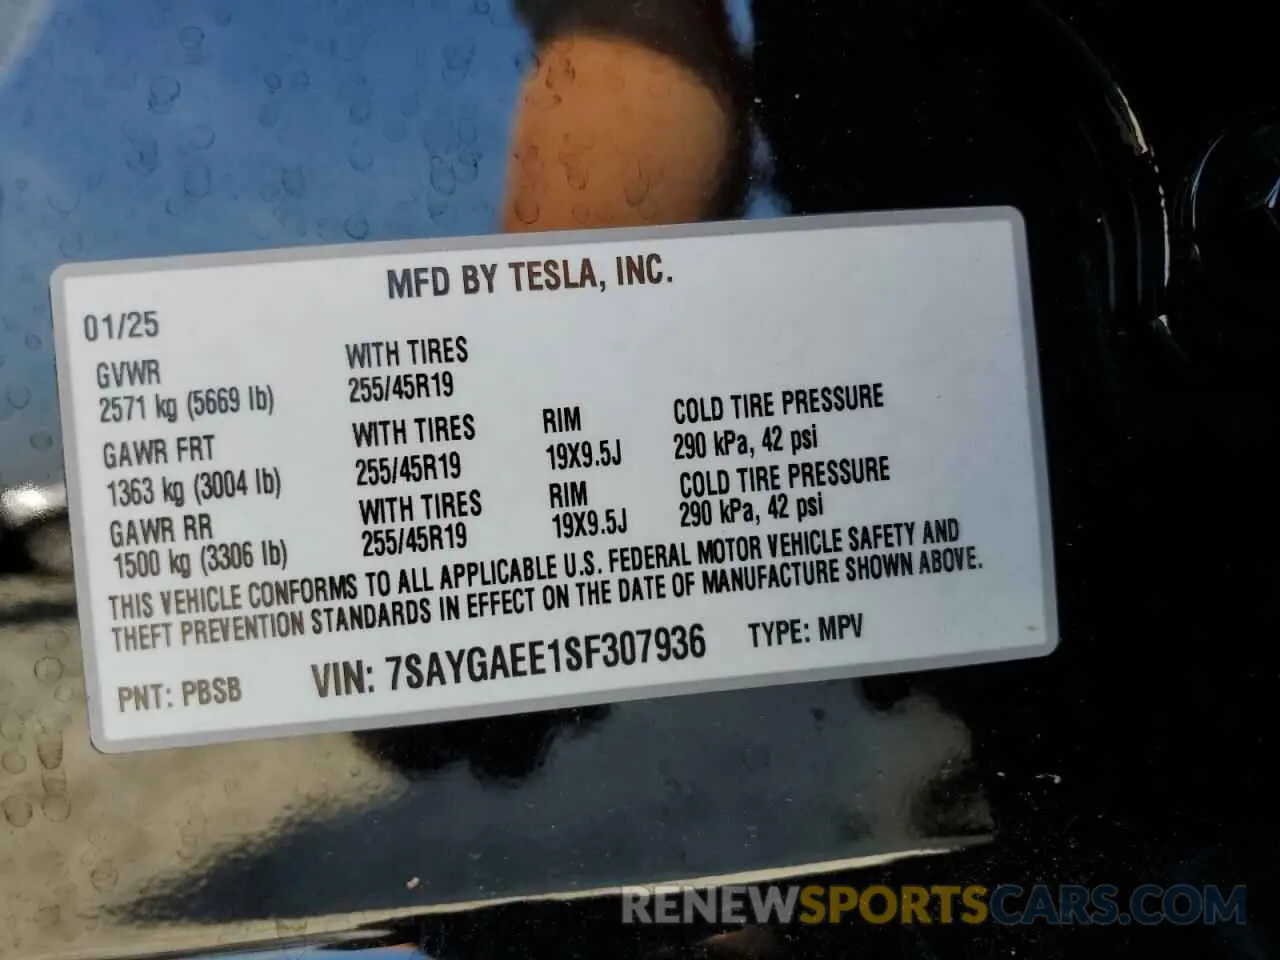 MFD BY TESLA, INC.
01/25
GVWR WITH TIRES
2571 kg (5669 lb) 255/45R19
GAWR FRT WITH TIRES RIM COLD TIRE PRESSURE
1363 kg (3004 lb) 255/45R19 19X9.5J 290 kPa, 42 psi
GAWR RR WITH TIRES RIM COLD TIRE PRESSURE
1500 kg (3306 lb) 255/45R19 19X9.5J 290 kPa, 42 psi
THIS VEHICLE CONFORMS TO ALL APPLICABLE U.S. FEDERAL MOTOR VEHICLE SAFETY AND
THEFT PREVENTION STANDARDS IN EFFECT ON THE DATE OF MANUFACTURE SHOWN ABOVE.
PNT: PBSB VIN: 7SAYGAEE1SF307936 TYPE: MPV
RENEWSPORTSCARS.COM